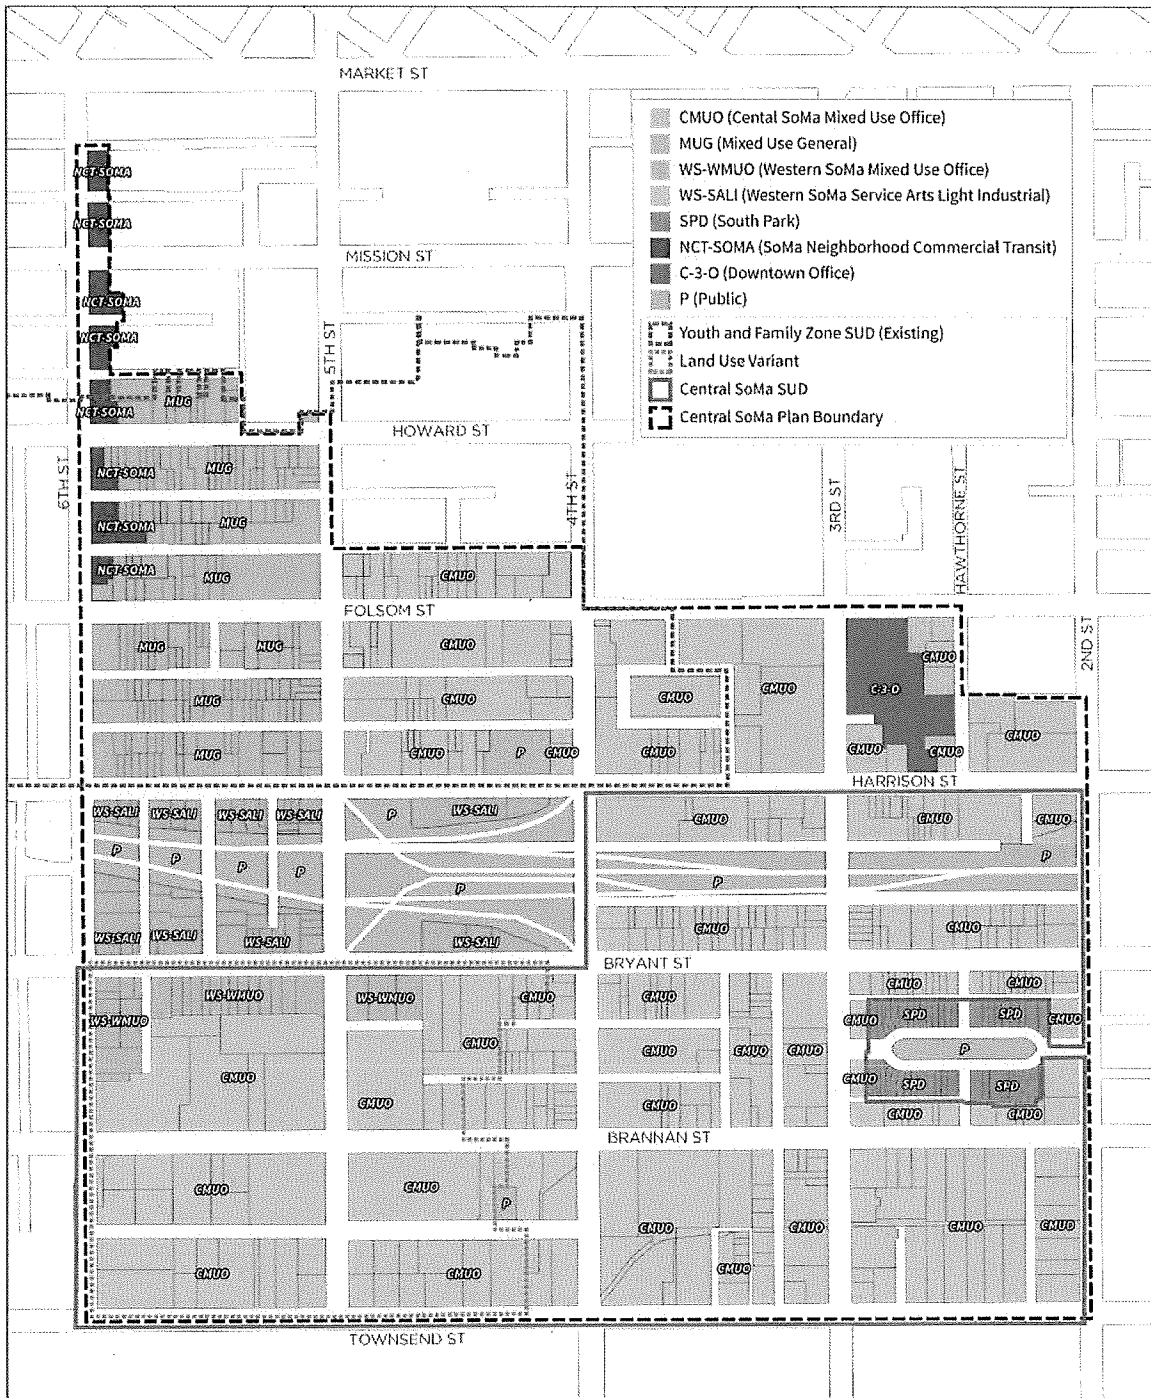 MARKET ST
CMUO (Cental SoMa Mixed Use Office)
MUG (Mixed Use General)
WS-WMUO (Western SoMa Mixed Use Office)
WS-SALI (Western SoMa Service Arts Light Industrial)
SPD (South Park)
NCT-SOMA (SoMa Neighborhood Commercial Transit)
C-3-O (Downtown Office)
P (Public)
Youth and Family Zone SUD (Existing)
Land Use Variant
Central SoMa SUD
Central SoMa Plan Boundary
NCT-SOMA
NCT-SOMA
MISSION ST
NCT-SOMA
NCT-SOMA
5TH ST
NCT-SOMA MUG
HOWARD ST
6TH ST
NCT-SOMA MUG
4TH ST
3RD ST
HAWTHORNE ST
NCT-SOMA MUG
NCT-SOMA MUG CMUO
FOLSOM ST
2ND ST
MUG MUG CMUO CMUO
C-3-O
MUG CMUO CMUO CMUO
MUG CMUO P CMUO CMUO CMUO CMUO CMUO
HARRISON ST
WS-SALI WS-SALI WS-SALI WS-SALI P WS-SALI CMUO CMUO CMUO
P P P P P P P
WS-SALI WS-SALI WS-SALI WS-SALI CMUO CMUO
BRYANT ST
WS-WMUO WS-WMUO CMUO CMUO CMUO CMUO
WS-WMUO CMUO SPD SPD CMUO
CMUO CMUO CMUO CMUO P
CMUO CMUO SPD SPD
CMUO CMUO CMUO CMUO
BRANNAN ST
CMUO CMUO P
CMUO CMUO CMUO CMUO
CMUO CMUO CMUO
TOWNSEND ST